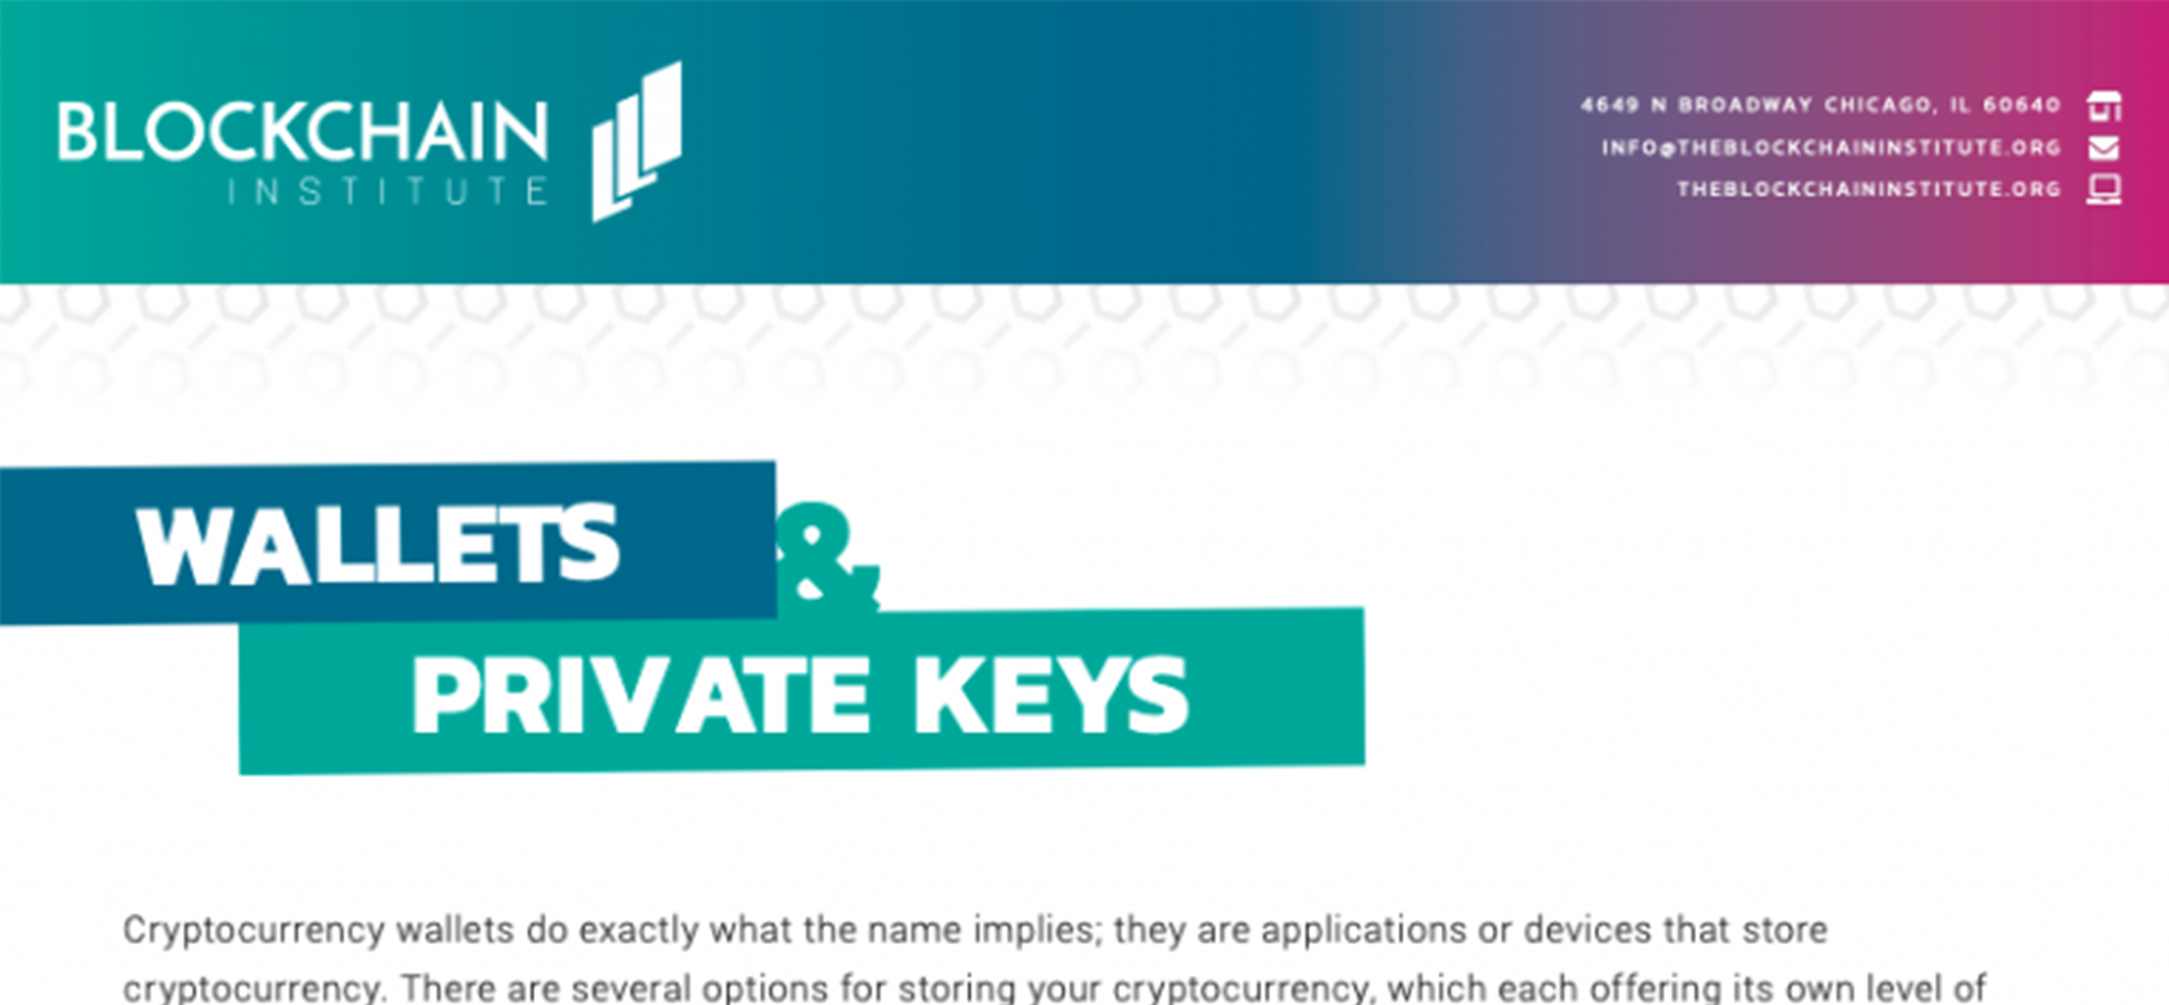 BLOCKCHAIN
INSTITUTE
4649 N BROADWAY CHICAGO, IL 60640
INFO@THEBLOCKCHAININSTITUTE.ORG
THEBLOCKCHAININSTITUTE.ORG
WALLETS
&
PRIVATE KEYS
Cryptocurrency wallets do exactly what the name implies; they are applications or devices that store
cryptocurrency. There are several options for storing your cryptocurrency, which each offering its own level of